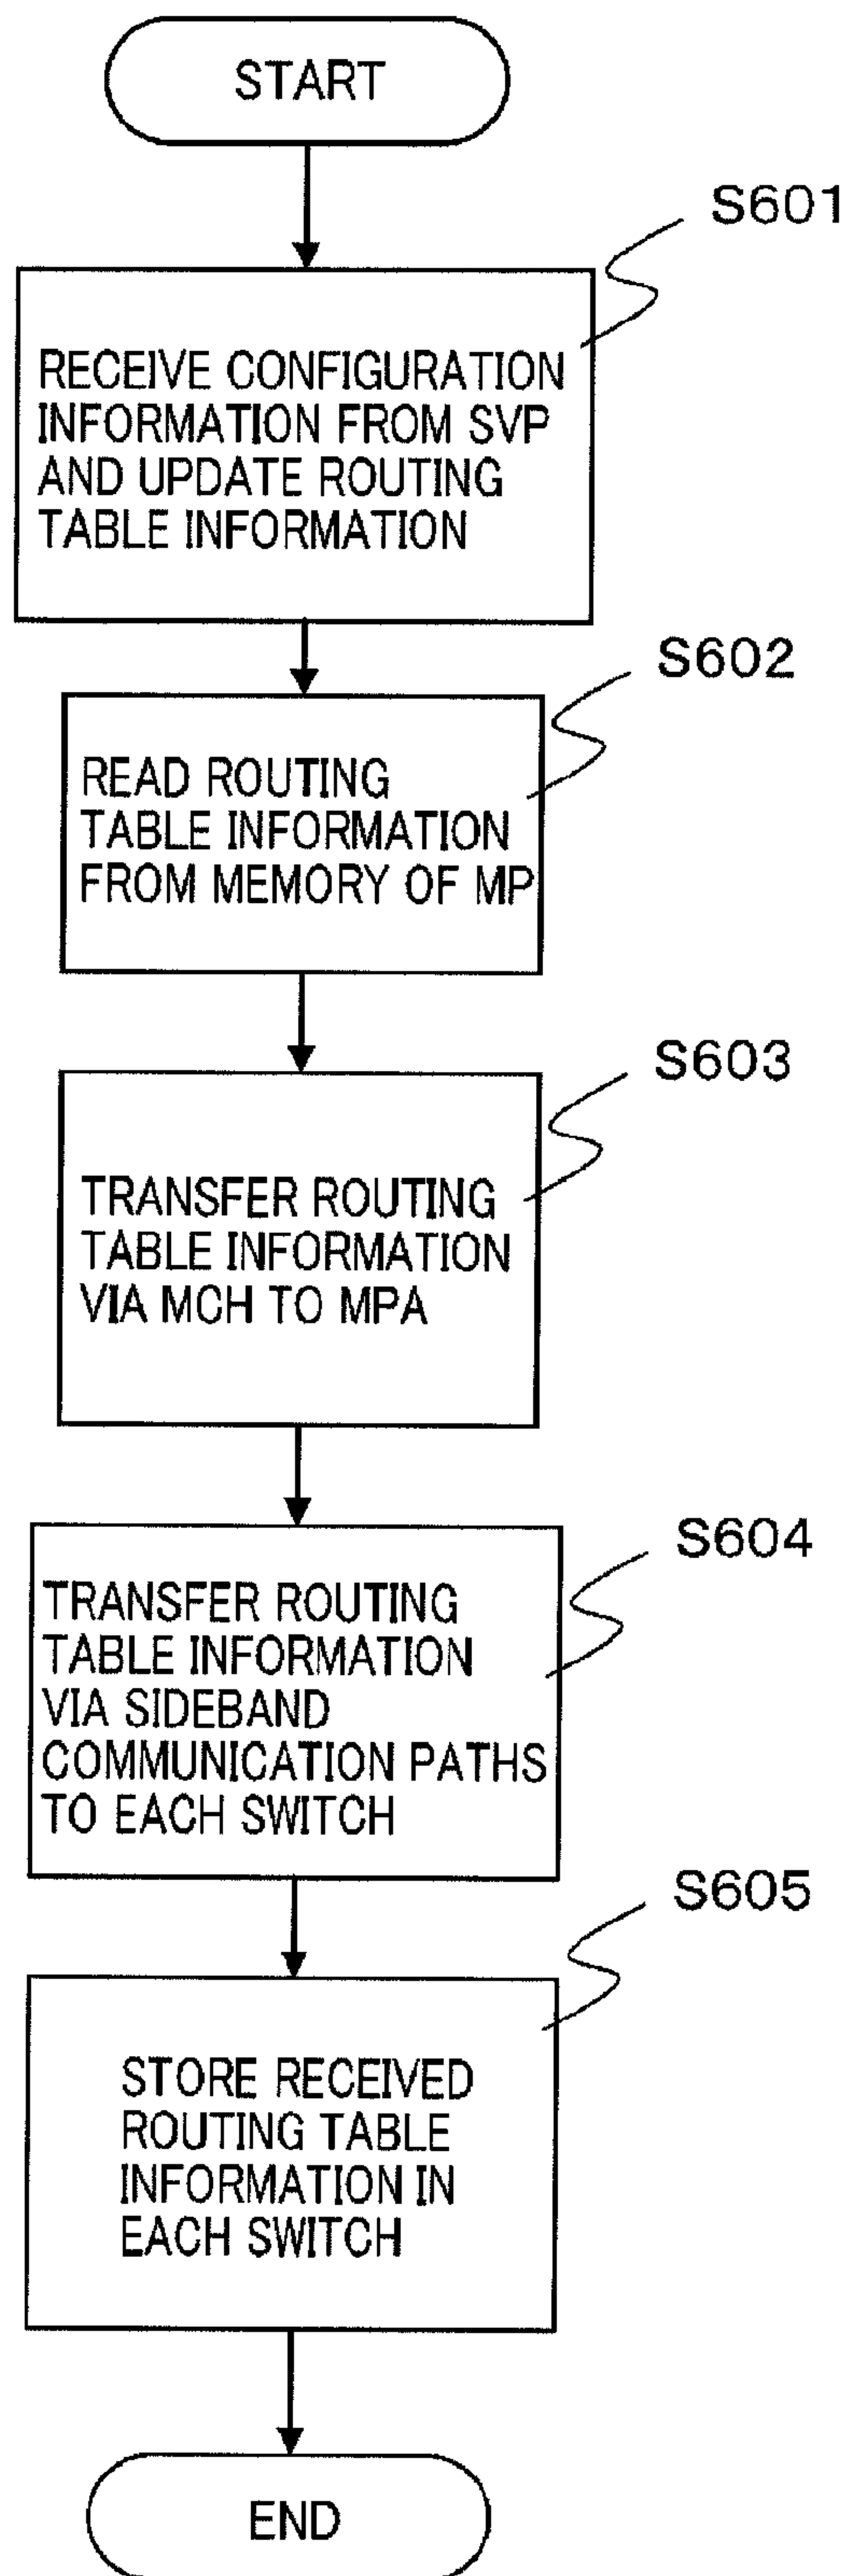 START
S601
RECEIVE CONFIGURATION
INFORMATION FROM SVP
AND UPDATE ROUTING
TABLE INFORMATION
S602
READ ROUTING
TABLE INFORMATION
FROM MEMORY OF MP
S603
TRANSFER ROUTING
TABLE INFORMATION
VIA MCH TO MPA
S604
TRANSFER ROUTING
TABLE INFORMATION
VIA SIDEBAND
COMMUNICATION PATHS
TO EACH SWITCH
S605
STORE RECEIVED
ROUTING TABLE
INFORMATION IN
EACH SWITCH
END